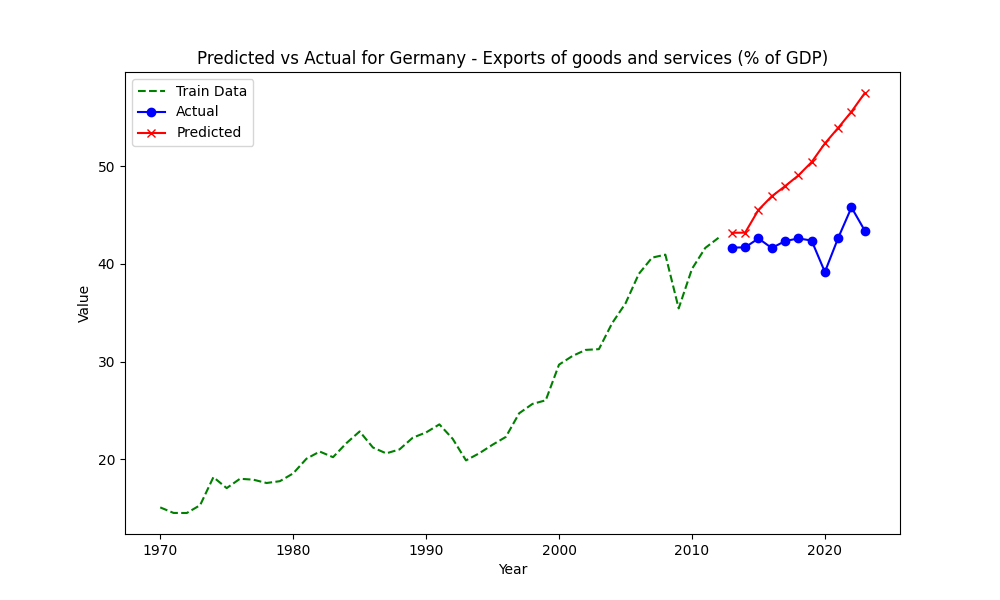 Predicted vs Actual for Germany - Exports of goods and services (% of GDP)
Train Data
Actual
Predicted
50
40
30
20
Value
1970 1980 1990 2000 2010 2020
Year